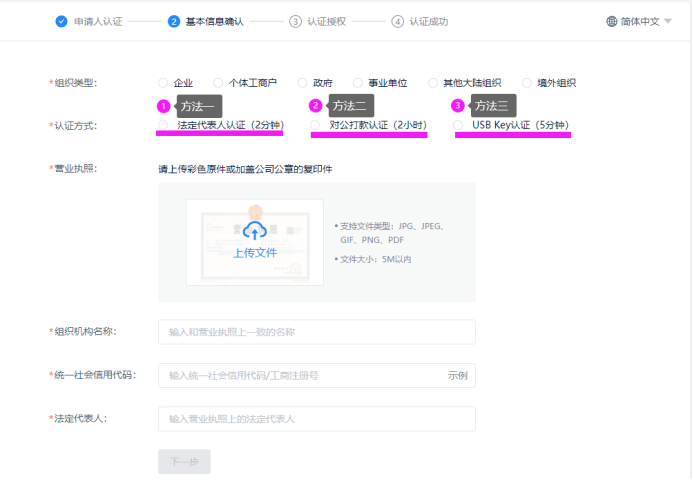 申请人认证 2 基本信息确认 3 认证授权 4 认证成功 简体中文
*组织类型: 企业 个体工商户 政府 事业单位 其他大陆组织 境外组织
1 方法一 2 方法二 3 方法三
*认证方式: 法定代表人认证（2分钟） 对公打款认证（2小时） USB Key认证（5分钟）
*营业执照: 请上传彩色原件或加盖公司公章的复印件
• 支持文件类型: JPG、JPEG、
GIF、PNG、PDF
上传文件
• 文件大小: 5M以内
*组织机构名称: 输入和营业执照上一致的名称
*统一社会信用代码: 输入统一社会信用代码/工商注册号 示例
*法定代表人: 输入营业执照上的法定代表人
下一步